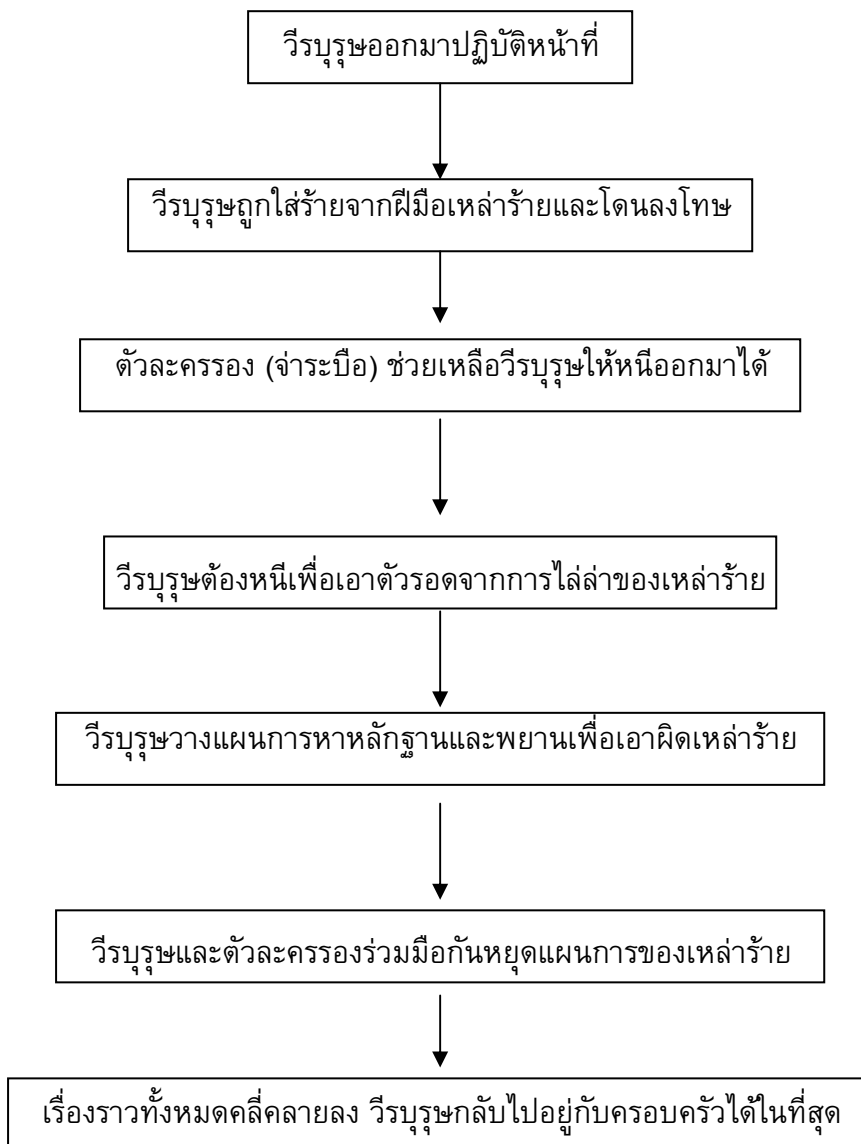 วีรบุรุษออกมาปฏิบัติหน้าที่
วีรบุรุษถูกใส่ร้ายจากฝีมือเหล่าร้ายและโดนลงโทษ
ตัวละครรอง (จ่าระบือ) ช่วยเหลือวีรบุรุษให้หนีออกมาได้
วีรบุรุษต้องหนีเพื่อเอาตัวรอดจากการไล่ล่าของเหล่าร้าย
วีรบุรุษวางแผนการหาหลักฐานและพยานเพื่อเอาผิดเหล่าร้าย
วีรบุรุษและตัวละครรองร่วมมือกันหยุดแผนการของเหล่าร้าย
เรื่องราวทั้งหมดคลี่คลายลง วีรบุรุษกลับไปอยู่กับครอบครัวได้ในที่สุด